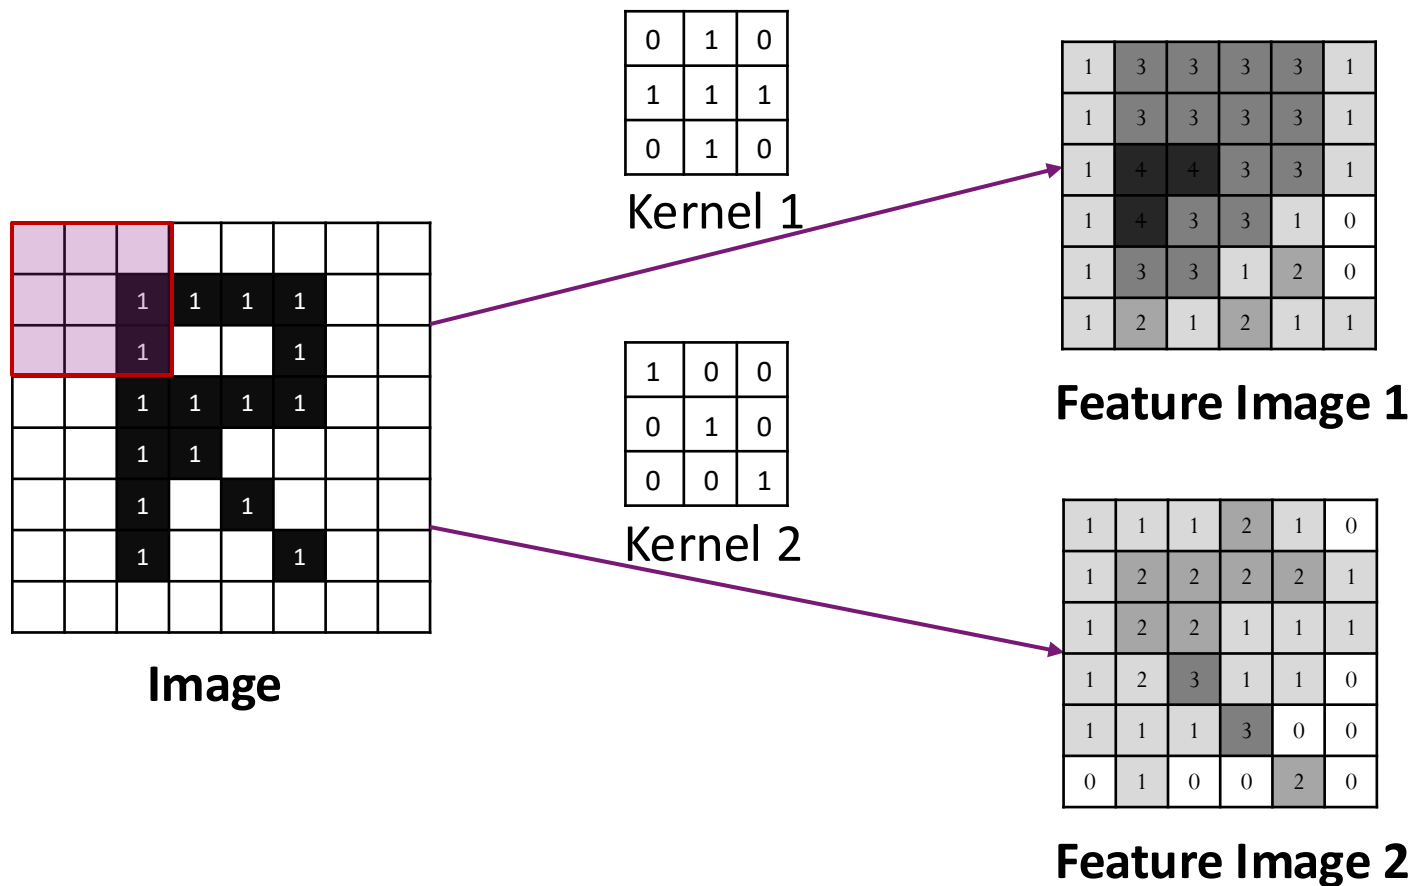 1 1 1 1
1 1
1 1 1 1
1 1
1 1
1 1
Image
0 1 0
1 1 1
0 1 0
Kernel 1
1 0 0
0 1 0
0 0 1
Kernel 2
1 3 3 3 3 1
1 3 3 3 3 1
1 4 4 3 3 1
1 4 3 3 1 0
1 3 3 1 2 0
1 2 1 2 1 1
Feature Image 1
1 1 1 2 1 0
1 2 2 2 2 1
1 2 2 1 1 1
1 2 3 1 1 0
1 1 1 3 0 0
0 1 0 0 2 0
Feature Image 2